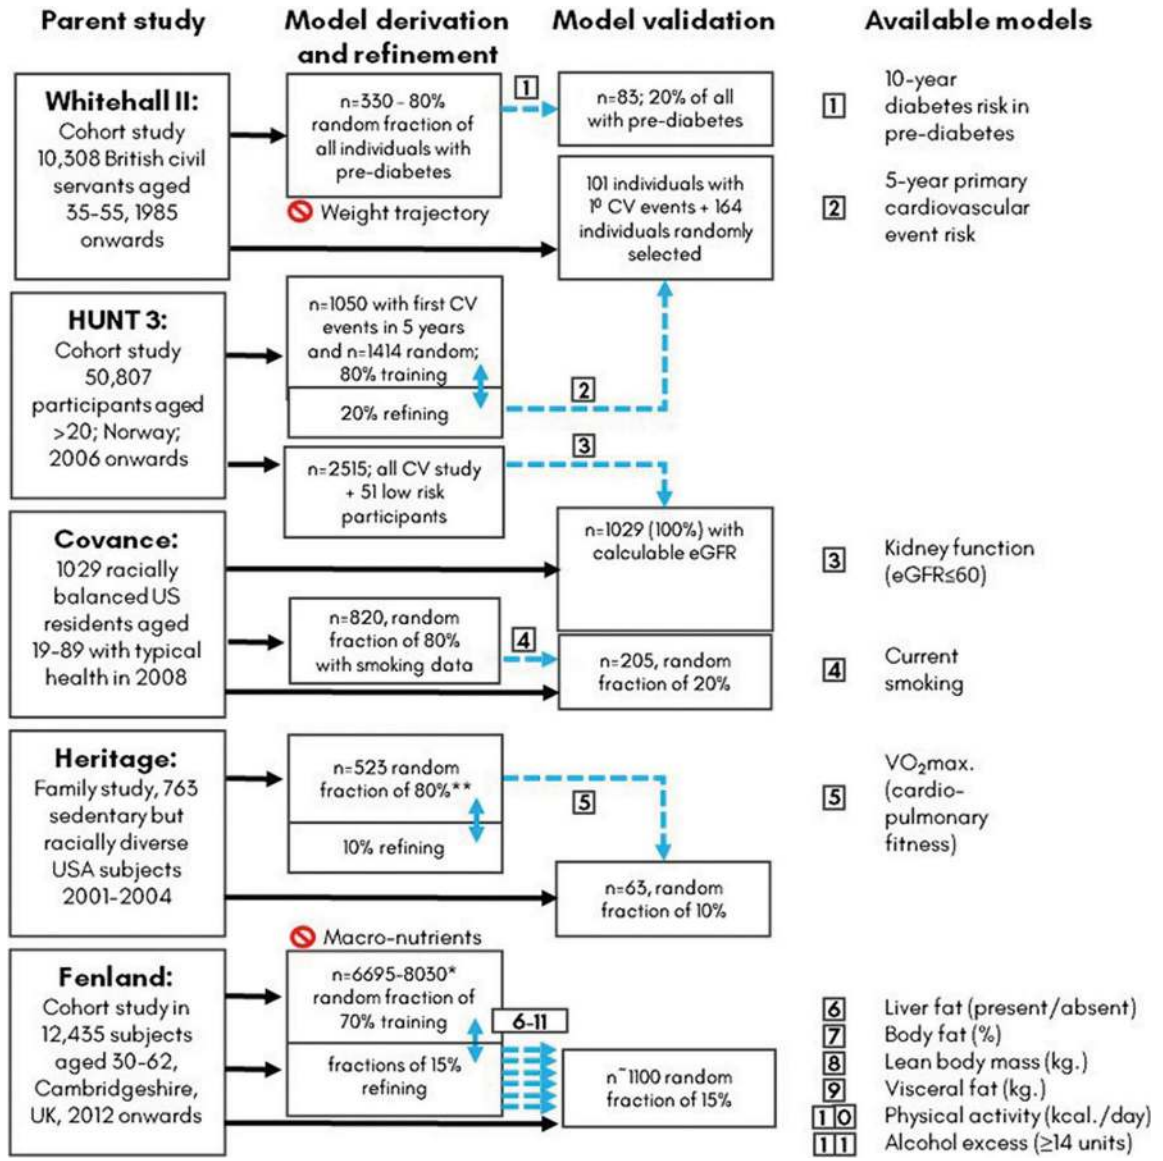 Parent study
Model derivation
and refinement
Model validation
Available models
Whitehall II:
Cohort study
10,308 British civil
servants aged
35-55, 1985
onwards
n=330 - 80%
random fraction of
all individuals with
pre-diabetes
Weight trajectory
1
n=83; 20% of all
with pre-diabetes
101 individuals with
1º CV events + 164
individuals randomly
selected
1
10-year
diabetes risk in
pre-diabetes
2
5-year primary
cardiovascular
event risk
HUNT 3:
Cohort study
50,807
participants aged
>20; Norway;
2006 onwards
n=1050 with first CV
events in 5 years
and n=1414 random;
80% training
20% refining
2
n=2515; all CV study
+ 51 low risk
participants
3
Covance:
1029 racially
balanced US
residents aged
19-89 with typical
health in 2008
n=820, random
fraction of 80%
with smoking data
4
n=1029 (100%) with
calculable eGFR
n=205, random
fraction of 20%
3
Kidney function
(eGFR≤60)
4
Current
smoking
Heritage:
Family study, 763
sedentary but
racially diverse
USA subjects
2001-2004
n=523 random
fraction of 80%**
10% refining
5
n=63, random
fraction of 10%
5
VO₂max.
(cardio-
pulmonary
fitness)
Macro-nutrients
Fenland:
Cohort study in
12,435 subjects
aged 30-62,
Cambridgeshire,
UK, 2012 onwards
n=6695-8030*
random fraction of
70% training
fractions of 15%
refining
6-11
n~1100 random
fraction of 15%
6 Liver fat (present/absent)
7 Body fat (%)
8 Lean body mass (kg.)
9 Visceral fat (kg.)
10 Physical activity (kcal./day)
11 Alcohol excess (≥14 units)